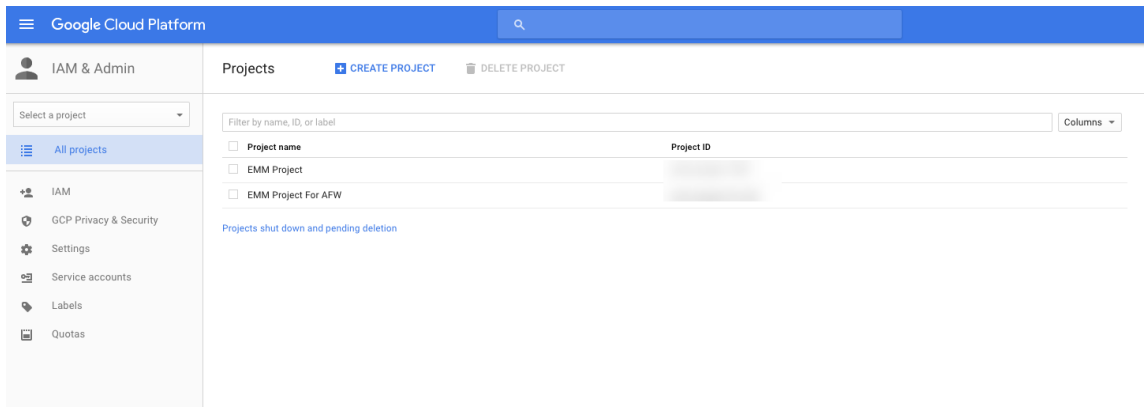 Google Cloud Platform
IAM & Admin
Projects
CREATE PROJECT
DELETE PROJECT
Select a project
All projects
IAM
GCP Privacy & Security
Settings
Service accounts
Labels
Quotas
Filter by name, ID, or label
Columns
Project name Project ID
EMM Project
EMM Project For AFW
Projects shut down and pending deletion